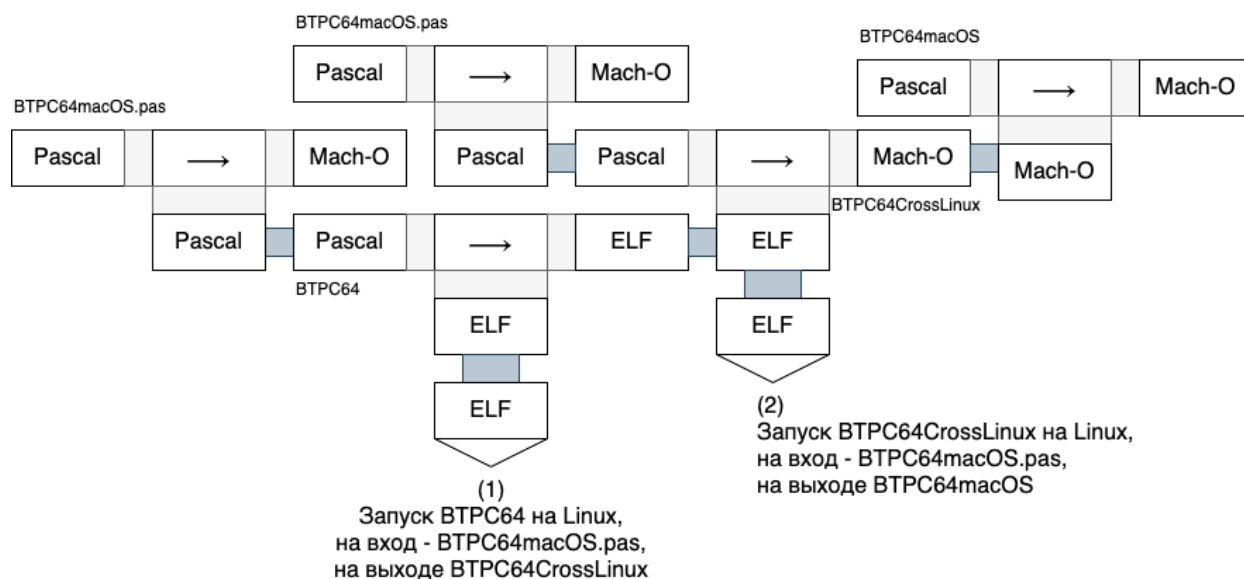 BTPC64macOS.pas
Pascal → Mach-O
BTPC64macOS
Pascal → Mach-O
BTPC64macOS.pas
Pascal → Mach-O
Pascal Pascal → Mach-O
Mach-O
BTPC64CrossLinux
Pascal Pascal → ELF ELF
BTPC64
ELF ELF
ELF
(1)
Запуск BTPC64 на Linux,
на вход - BTPC64macOS.pas,
на выходе BTPC64CrossLinux
(2)
Запуск BTPC64CrossLinux на Linux,
на вход - BTPC64macOS.pas,
на выходе BTPC64macOS